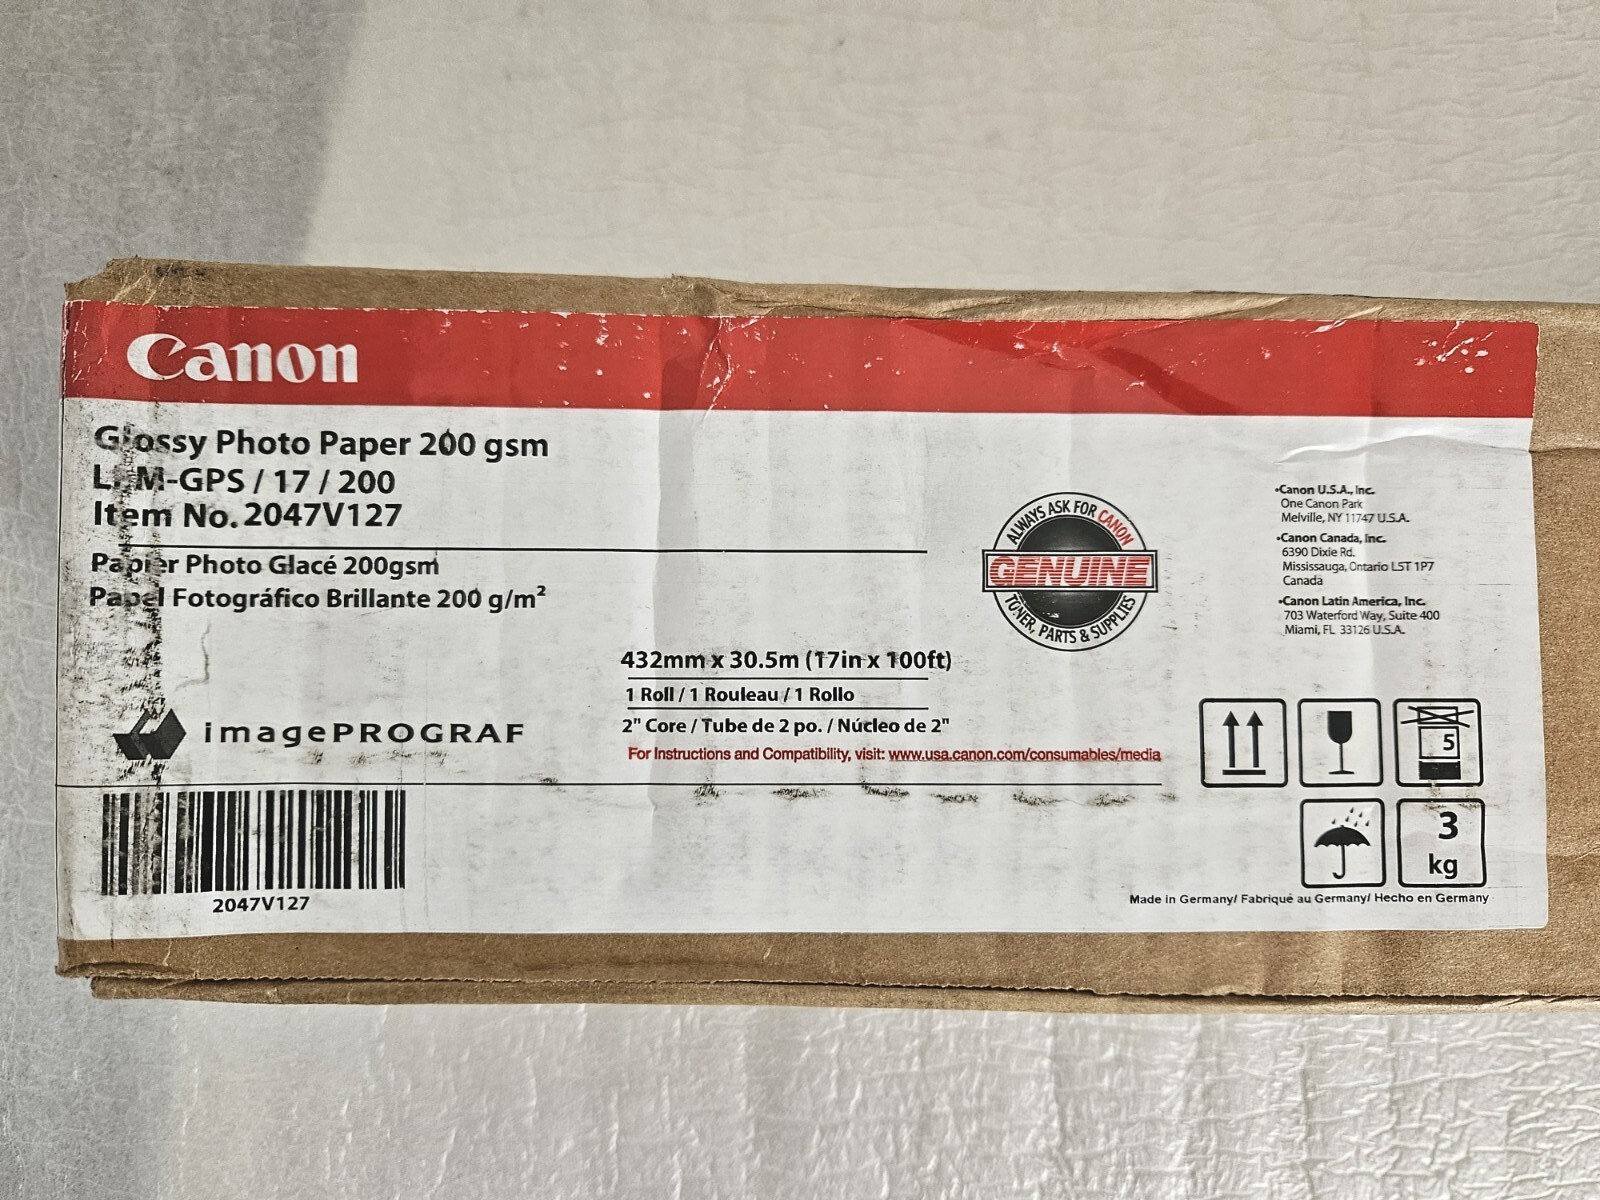 Canon
Glossy Photo Paper 200 gsm
LFM-GPS / 17 / 200
Item No. 2047V127
Papier Photo Glacé 200gsm
Papel Fotográfico Brillante 200 g/m²
432mm x 30.5m (17in x 100ft)
1 Roll / 1 Rouleau / 1 Rollo
2" Core / Tube de 2 po. / Núcleo de 2"
For Instructions and Compatibility, visit: www.usa.canon.com/consumables/media
imagePROGRAF
2047V127
ALWAYS ASK FOR CANON
GENUINE
TONER, PARTS & SUPPLIES
•Canon U.S.A., Inc.
One Canon Park
Melville, NY 11747 U.S.A.
•Canon Canada, Inc.
6390 Dixie Rd.
Mississauga, Ontario L5T 1P7
Canada
•Canon Latin America, Inc.
703 Waterford Way, Suite 400
Miami, FL 33126 U.S.A.
5
3
kg
Made in Germany/ Fabriqué au Germany/ Hecho en Germany